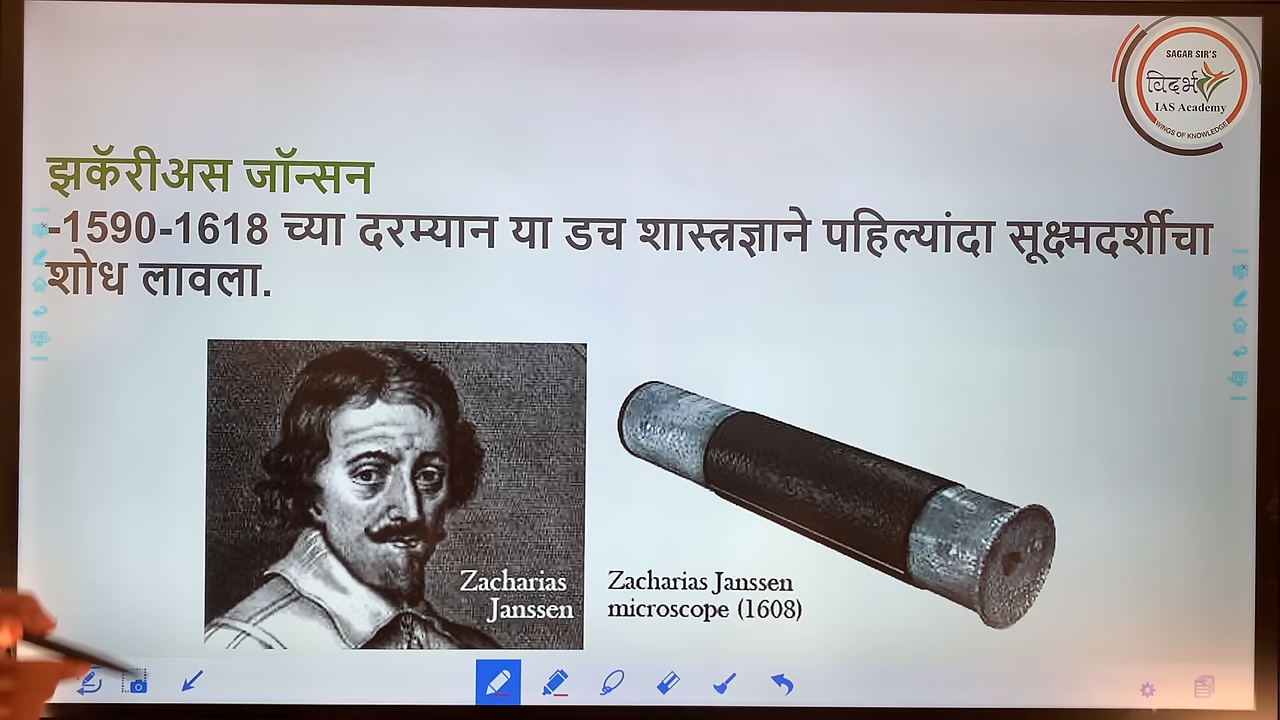 SAGAR SIR'S
विदर्भ
IAS Academy
WINGS OF KNOWLEDGE
झकॅरीअस जॉन्सन
-1590-1618 च्या दरम्यान या डच शास्त्रज्ञाने पहिल्यांदा सूक्ष्मदर्शीचा
शोध लावला.
Zacharias
Janssen
Zacharias Janssen
microscope (1608)